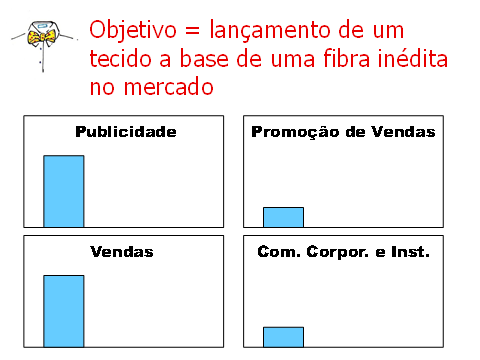 Objetivo = lançamento de um
tecido a base de uma fibra inédita
no mercado
Publicidade
Promoção de Vendas
Vendas
Com. Corpor. e Inst.